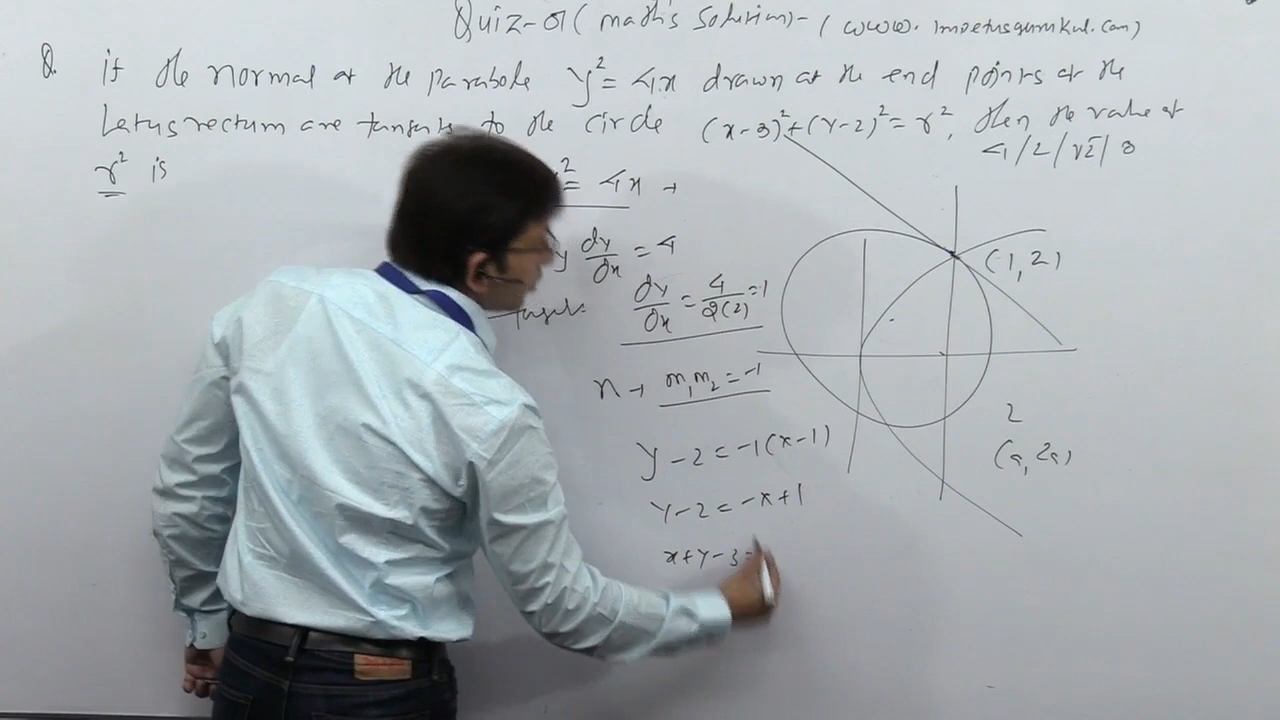 Quiz-01 (maths solution) - (www.impetusgurukul.com)
Q. if the normal of the parabola y² = 4x drawn at the end points of the
Latusrectum are tangents to the circle (x-3)²+(y-2)²= r², then the value of
r² is
4/2/√2/8
y² = 4x →
y dy/dx = 4
dy/dx = 4/2(2) = 1
n → m₁m₂ = -1
y-2 = -1(x-1)
y-2 = -x+1
x+y-3 =
(1,2)
2
(a, 2a)